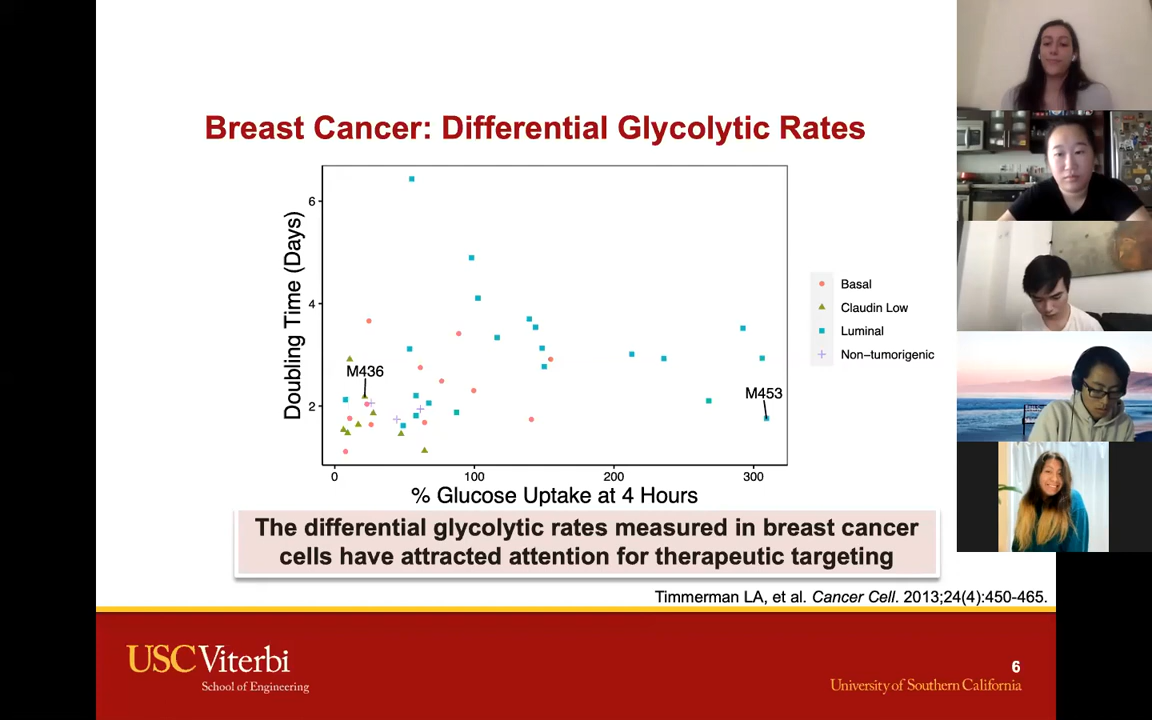 Breast Cancer: Differential Glycolytic Rates
Doubling Time (Days)
6
4
2
M436
M453
0
100
200
300
% Glucose Uptake at 4 Hours
Basal
Claudin Low
Luminal
Non−tumorigenic
The differential glycolytic rates measured in breast cancer
cells have attracted attention for therapeutic targeting
Timmerman LA, et al. Cancer Cell. 2013;24(4):450-465.
USC Viterbi
School of Engineering
6
University of Southern California